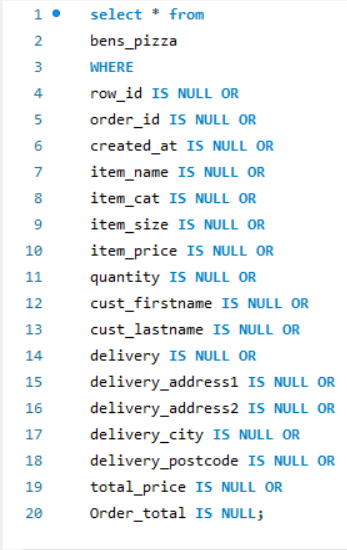 1 select * from
2 bens_pizza
3 WHERE
4 row_id IS NULL OR
5 order_id IS NULL OR
6 created_at IS NULL OR
7 item_name IS NULL OR
8 item_cat IS NULL OR
9 item_size IS NULL OR
10 item_price IS NULL OR
11 quantity IS NULL OR
12 cust_firstname IS NULL OR
13 cust_lastname IS NULL OR
14 delivery IS NULL OR
15 delivery_address1 IS NULL OR
16 delivery_address2 IS NULL OR
17 delivery_city IS NULL OR
18 delivery_postcode IS NULL OR
19 total_price IS NULL OR
20 Order_total IS NULL;